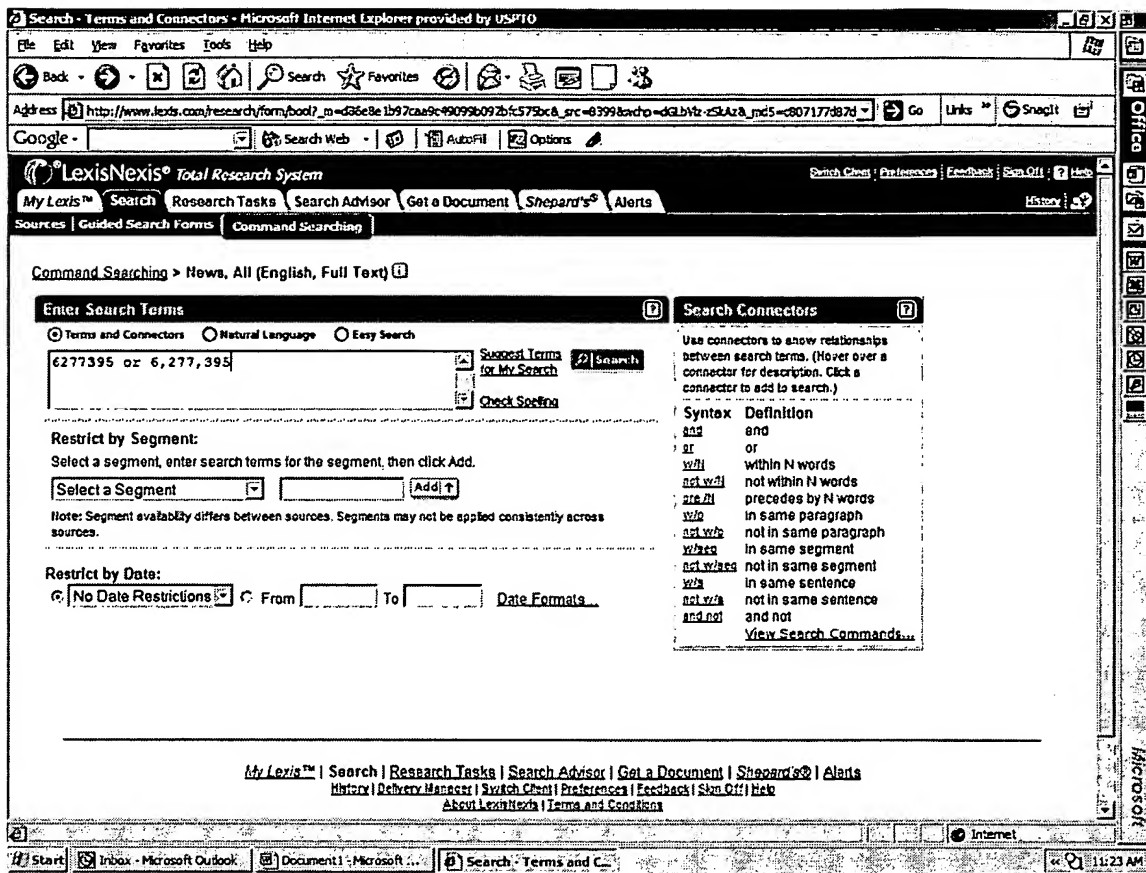 Search - Terms and Connectors - Microsoft Internet Explorer provided by USPTO
File Edit View Favorites Tools Help
Back Search Favorites
Address http://www.lexis.com/research/form/bool?_m=d36e8e1b97caa9c49099b092bfc575bc&_src=8399&wchp=dGLbVtz-zSkAz&_md5=c807177d87d Go Links » SnagIt
Google - Search Web AutoFill Options
LexisNexis® Total Research System Switch Client | Preferences | Feedback | Sign Off | ? Help
My Lexis™ Search Research Tasks Search Advisor Get a Document Shepard's® Alerts History
Sources | Guided Search Forms | Command Searching
Command Searching > News, All (English, Full Text) i
Enter Search Terms ?
Terms and Connectors Natural Language Easy Search
6277395 or 6,277,395
Suggest Terms for My Search
Search
Check Spelling
Restrict by Segment:
Select a segment, enter search terms for the segment, then click Add.
Select a Segment Add ↑
Note: Segment availability differs between sources. Segments may not be applied consistently across
sources.
Restrict by Date:
No Date Restrictions From To Date Formats...
Search Connectors ?
Use connectors to show relationships
between search terms. (Hover over a
connector for description. Click a
connector to add to search.)
Syntax Definition
and and
or or
w/N within N words
not w/N not within N words
pre/N precedes by N words
w/p in same paragraph
not w/p not in same paragraph
w/seg in same segment
not w/seg not in same segment
w/s in same sentence
not w/s not in same sentence
and not and not
View Search Commands...
My Lexis™ | Search | Research Tasks | Search Advisor | Get a Document | Shepard's® | Alerts
History | Delivery Manager | Switch Client | Preferences | Feedback | Sign Off | Help
About LexisNexis | Terms and Conditions
Internet
Start Inbox - Microsoft Outlook Document1 - Microsoft ... Search - Terms and C... « 11:23 AM
Office
Microsoft